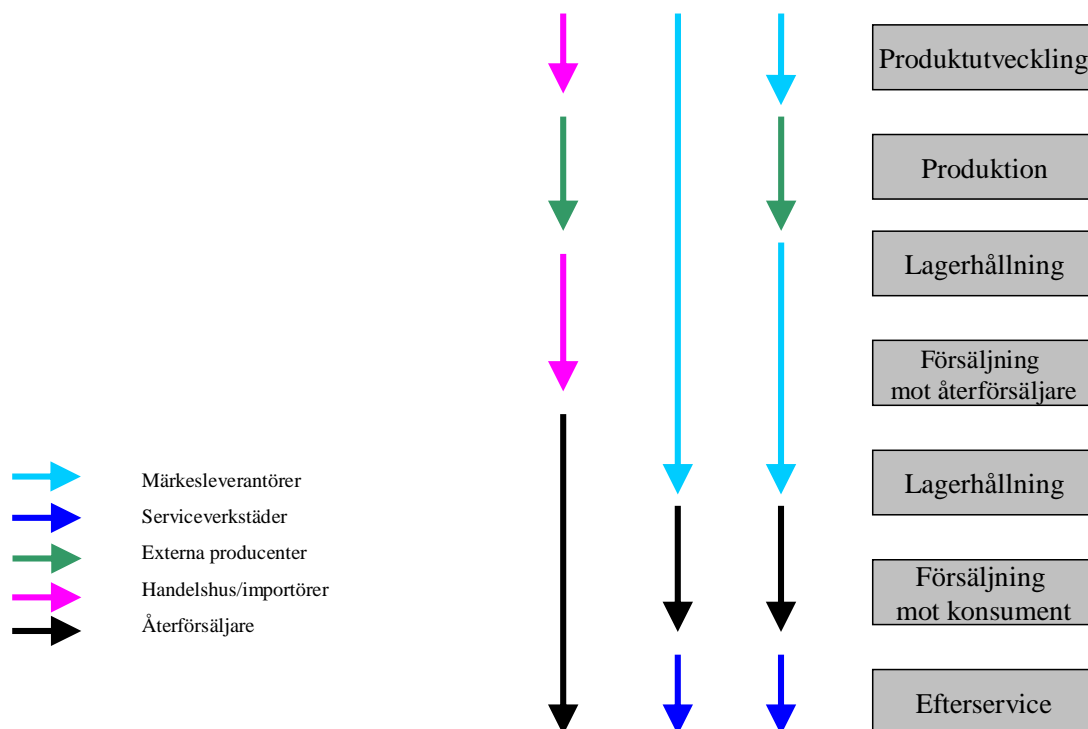 Produktutveckling
Produktion
Lagerhållning
Försäljning
mot återförsäljare
Lagerhållning
Försäljning
mot konsument
Efterservice
Märkesleverantörer
Serviceverkstäder
Externa producenter
Handelshus/importörer
Återförsäljare